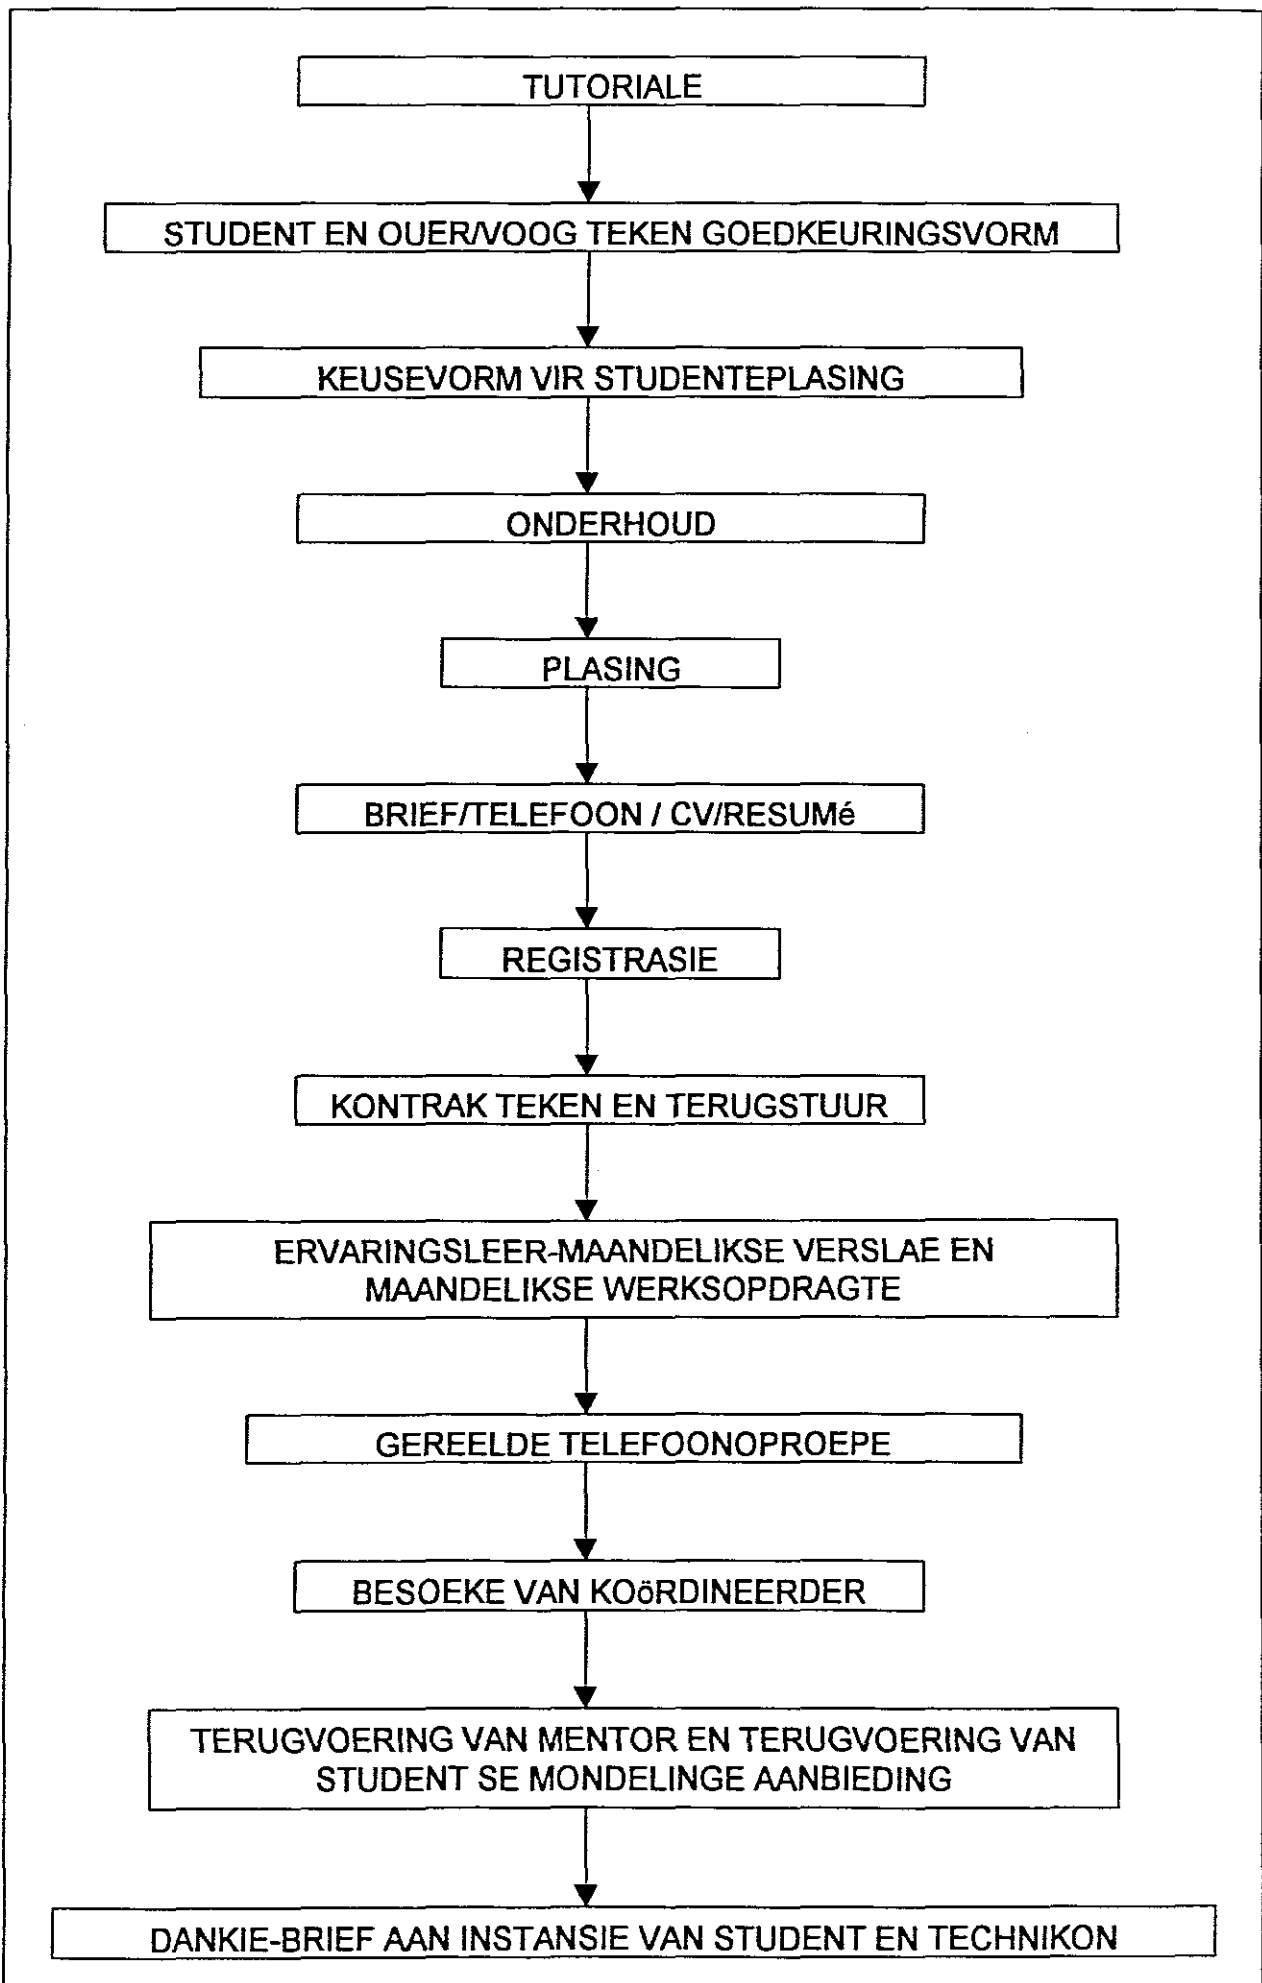 TUTORIALE
STUDENT EN OUER/VOOG TEKEN GOEDKEURINGSVORM
KEUSEVORM VIR STUDENTEPLASING
ONDERHOUD
PLASING
BRIEF/TELEFOON / CV/RESUMé
REGISTRASIE
KONTRAK TEKEN EN TERUGSTUUR
ERVARINGSLEER-MAANDELIKSE VERSLAE EN
MAANDELIKSE WERKSOPDRAGTE
GEREELDE TELEFOONOPROEPE
BESOEKE VAN KOöRDINEERDER
TERUGVOERING VAN MENTOR EN TERUGVOERING VAN
STUDENT SE MONDELINGE AANBIEDING
DANKIE-BRIEF AAN INSTANSIE VAN STUDENT EN TECHNIKON